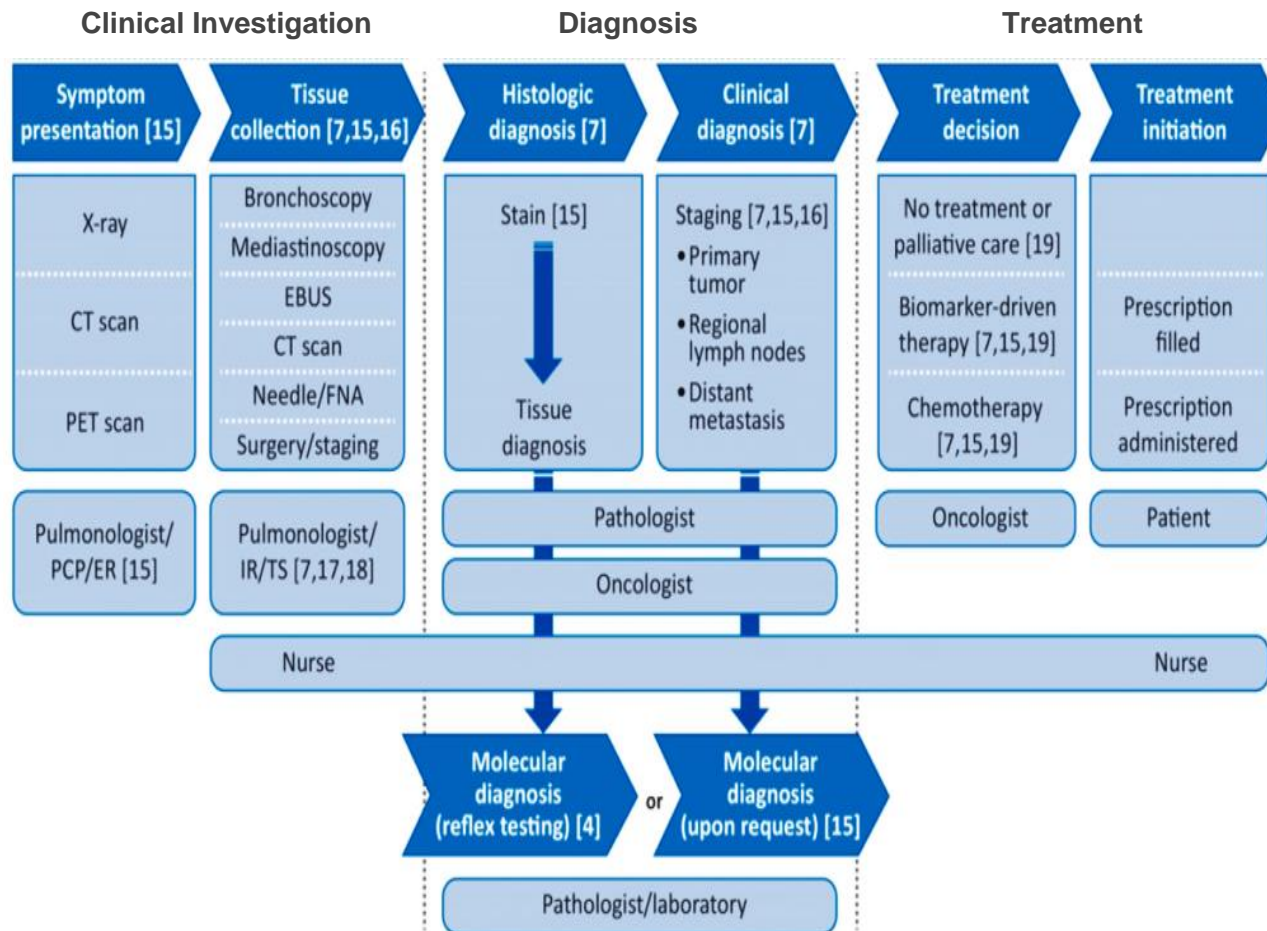 Clinical Investigation
Diagnosis
Treatment
Symptom
presentation [15]
Tissue
collection [7,15,16]
Histologic
diagnosis [7]
Clinical
diagnosis [7]
Treatment
decision
Treatment
initiation
X-ray
CT scan
PET scan
Bronchoscopy
Mediastinoscopy
EBUS
CT scan
Needle/FNA
Surgery/staging
Stain [15]
Tissue
diagnosis
Staging [7,15,16]
•Primary
tumor
•Regional
lymph nodes
•Distant
metastasis
No treatment or
palliative care [19]
Biomarker-driven
therapy [7,15,19]
Chemotherapy
[7,15,19]
Prescription
filled
Prescription
administered
Pulmonologist/
PCP/ER [15]
Pulmonologist/
IR/TS [7,17,18]
Pathologist
Oncologist
Oncologist
Patient
Nurse
Nurse
Molecular
diagnosis
(reflex testing) [4]
or
Molecular
diagnosis
(upon request) [15]
Pathologist/laboratory